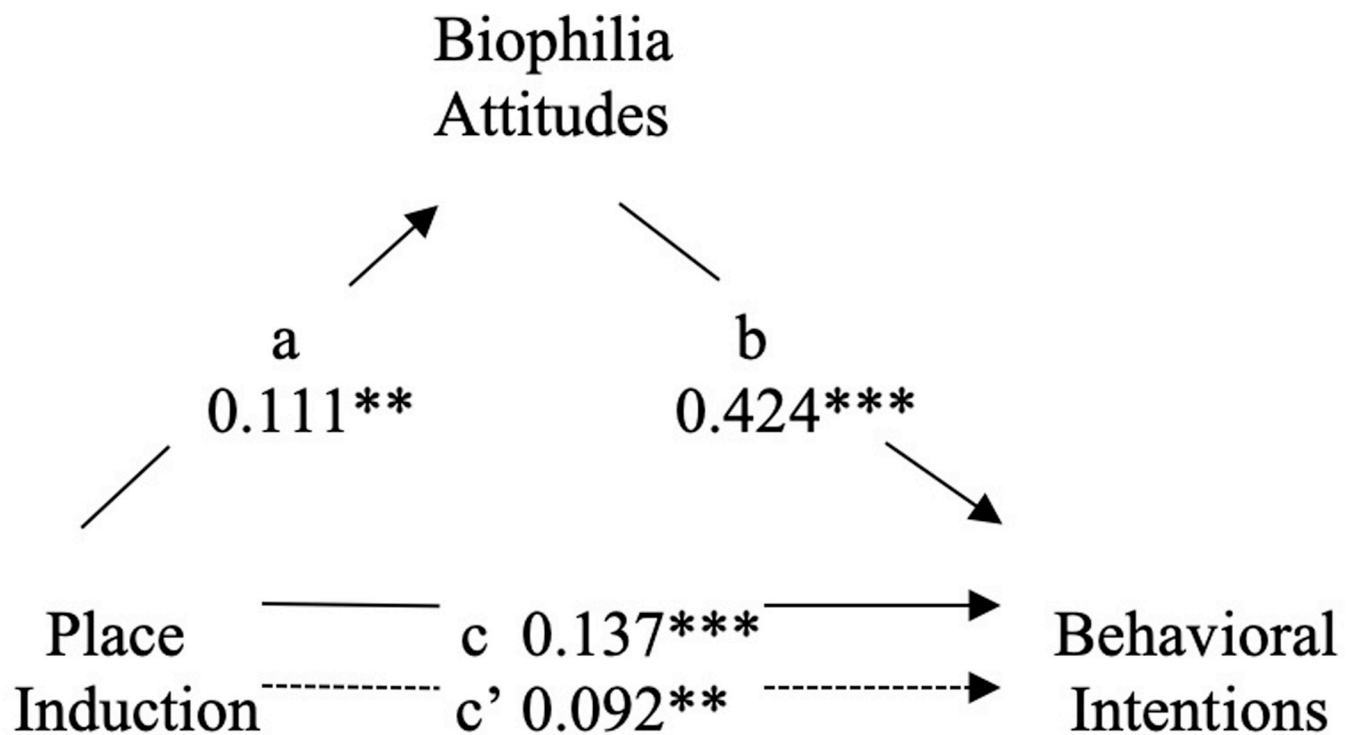 Biophilia
Attitudes
a
0.111**
b
0.424***
Place
Induction
c 0.137***
c’ 0.092**
Behavioral
Intentions